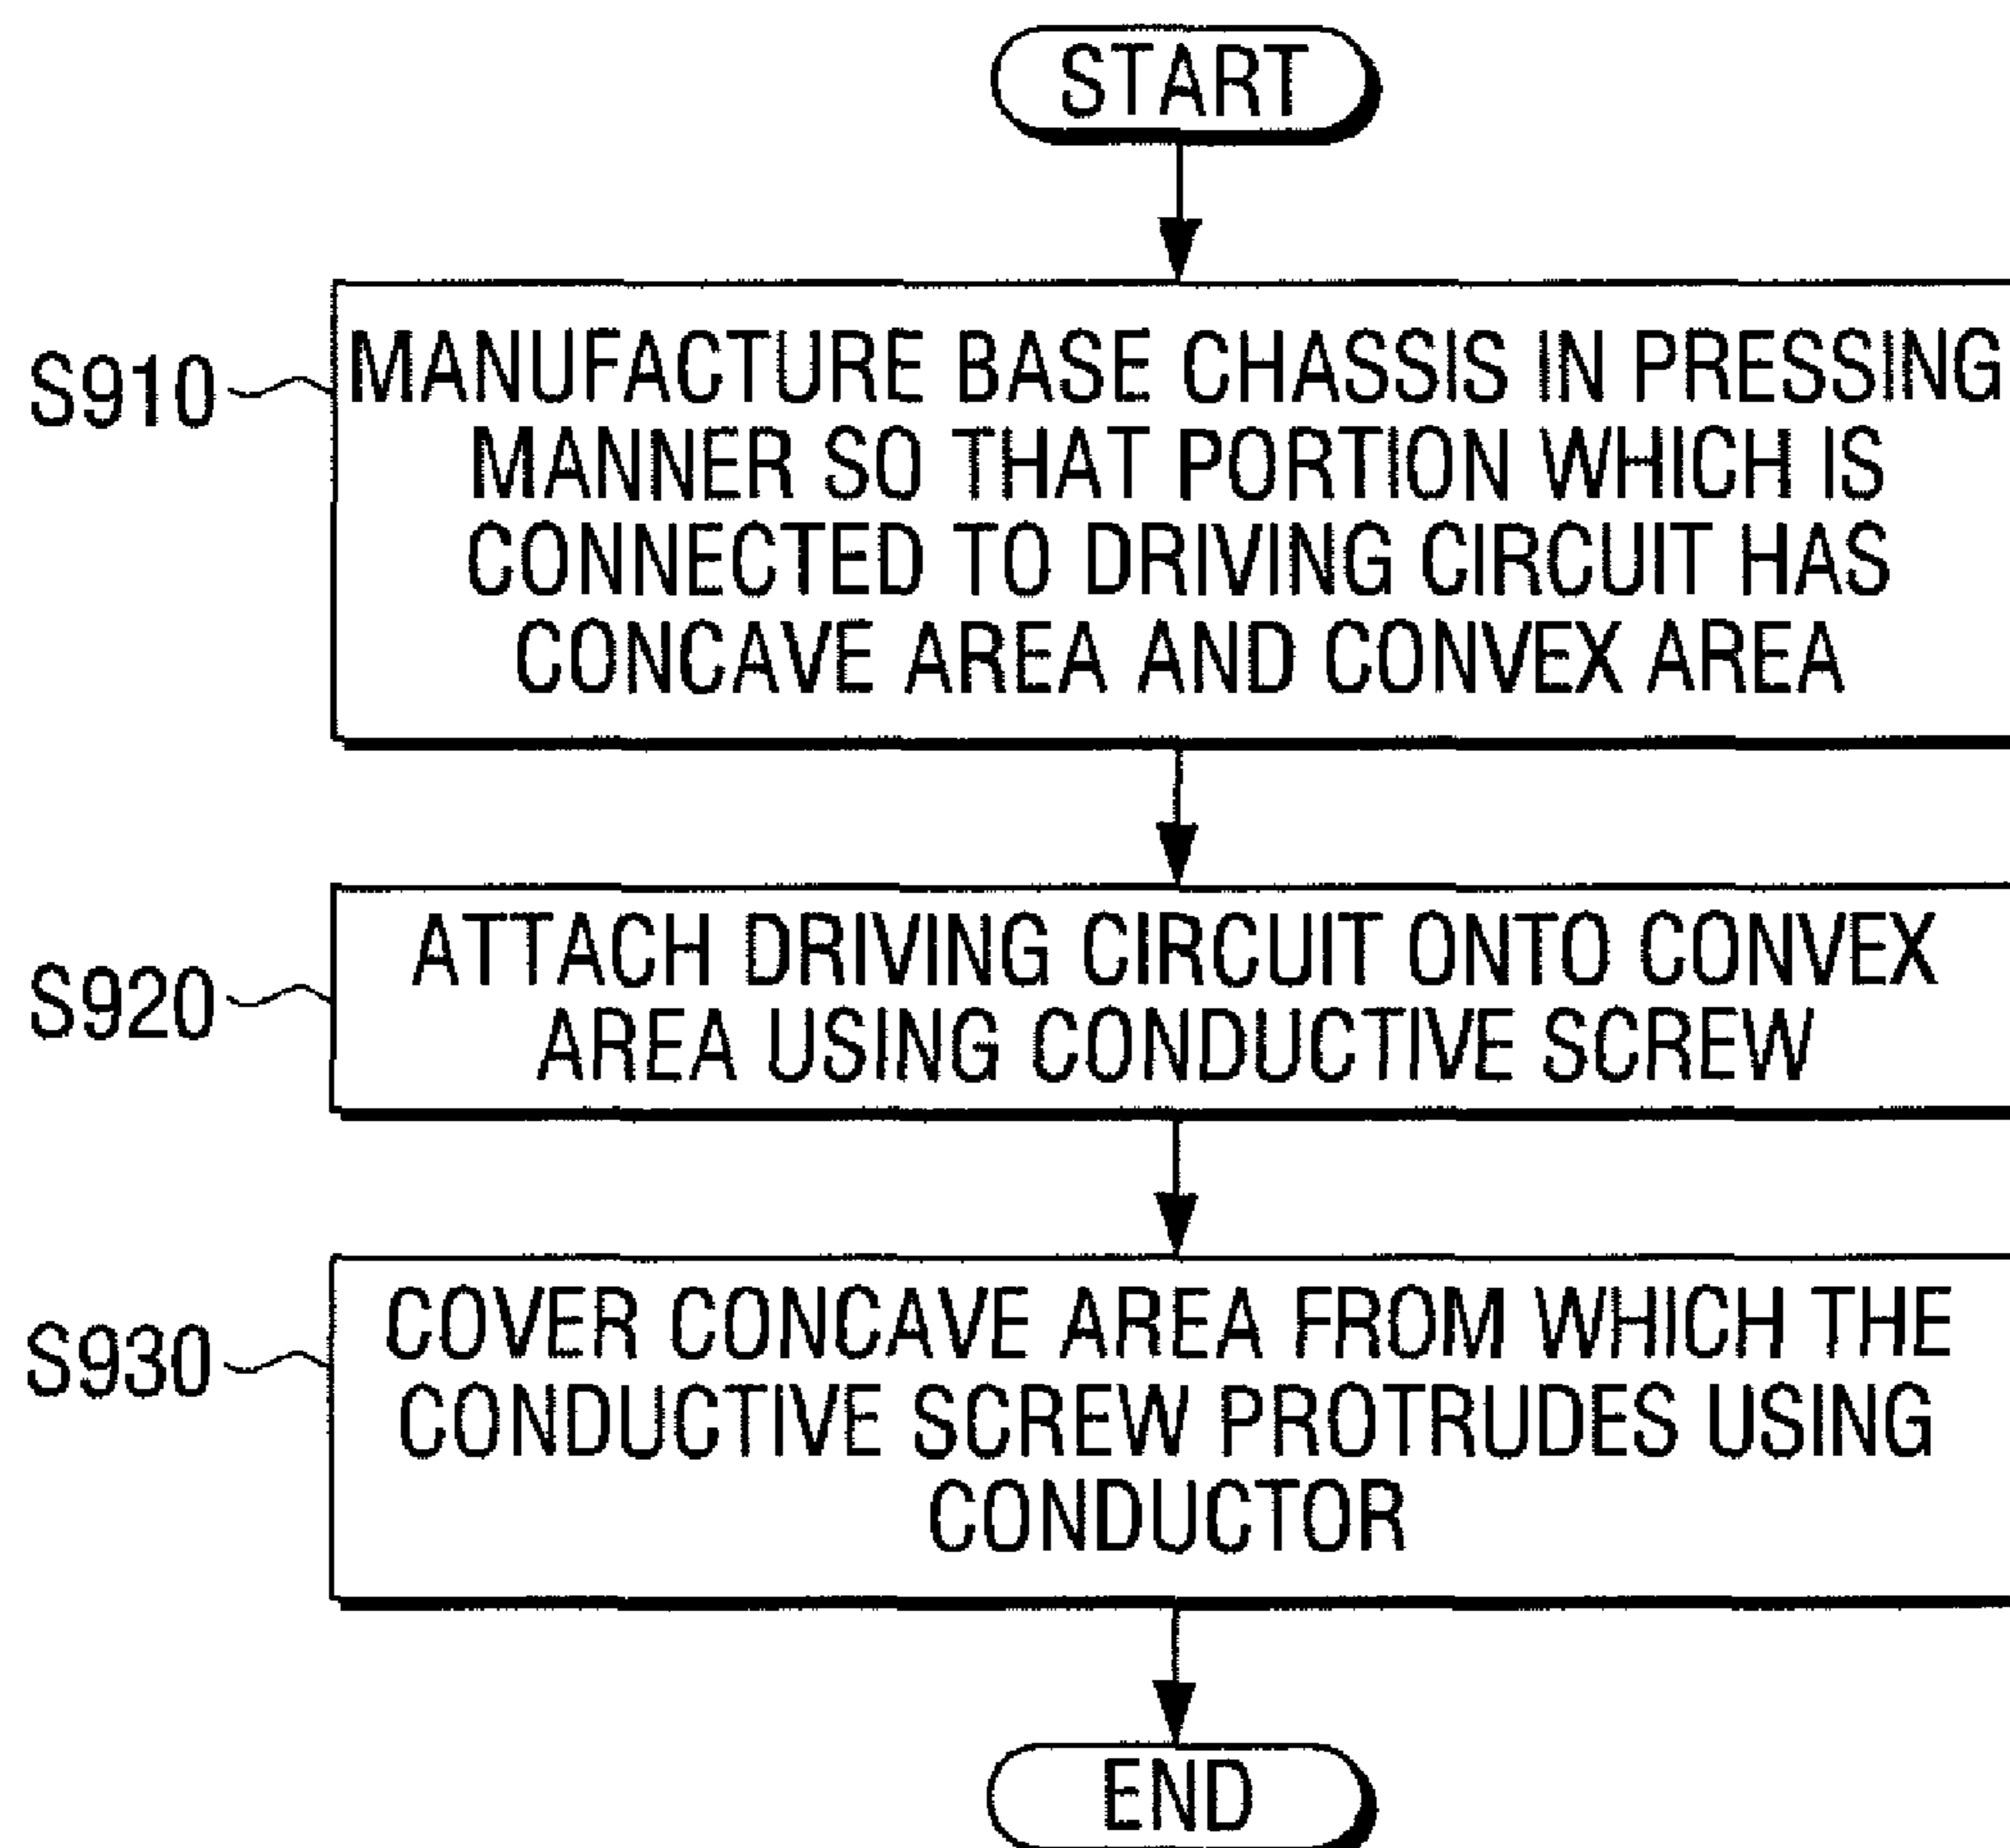 START
S910
MANUFACTURE BASE CHASSIS IN PRESSING
MANNER SO THAT PORTION WHICH IS
CONNECTED TO DRIVING CIRCUIT HAS
CONCAVE AREA AND CONVEX AREA
S920
ATTACH DRIVING CIRCUIT ONTO CONVEX
AREA USING CONDUCTIVE SCREW
S930
COVER CONCAVE AREA FROM WHICH THE
CONDUCTIVE SCREW PROTRUDES USING
CONDUCTOR
END